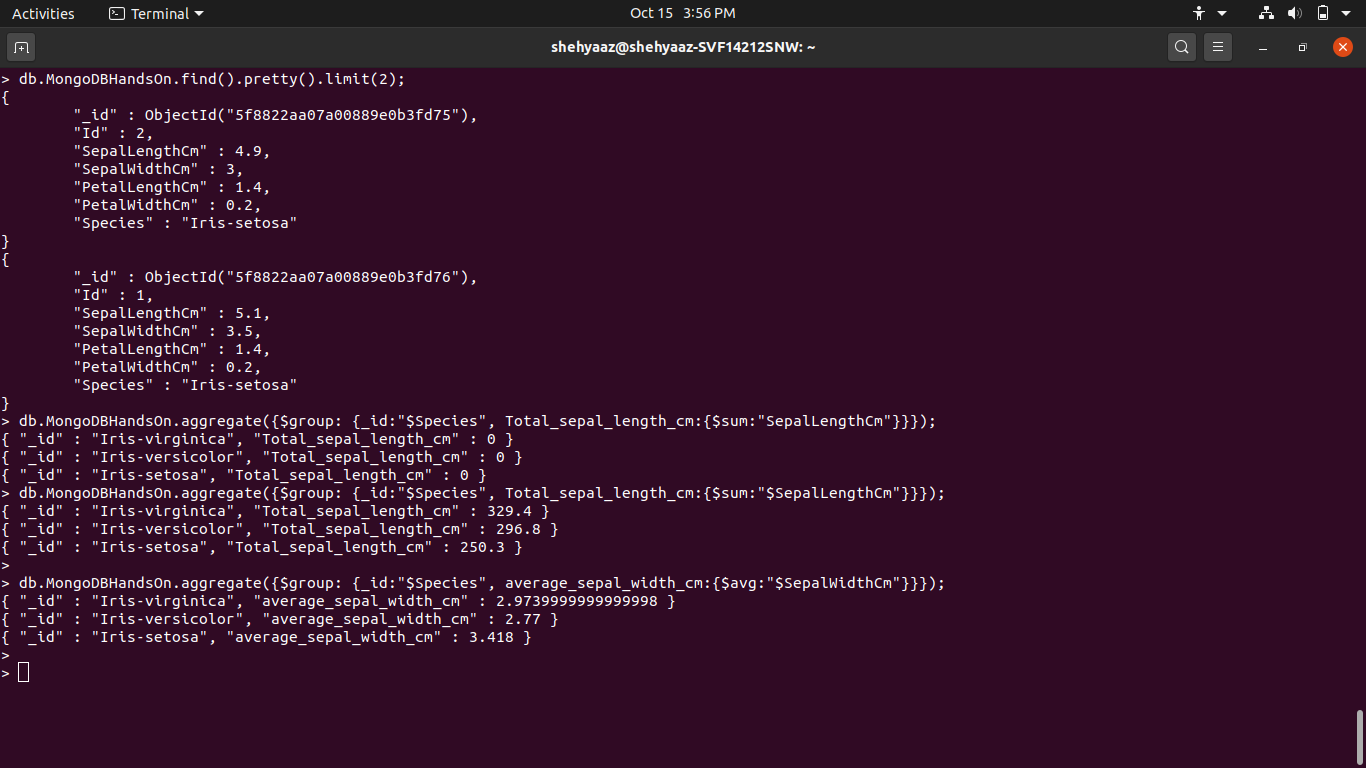 Activities Terminal Oct 15 3:56 PM
shehyaaz@shehyaaz-SVF14212SNW: ~
> db.MongoDBHandsOn.find().pretty().limit(2);
{
"_id" : ObjectId("5f8822aa07a00889e0b3fd75"),
"Id" : 2,
"SepalLengthCm" : 4.9,
"SepalWidthCm" : 3,
"PetalLengthCm" : 1.4,
"PetalWidthCm" : 0.2,
"Species" : "Iris-setosa"
}
{
"_id" : ObjectId("5f8822aa07a00889e0b3fd76"),
"Id" : 1,
"SepalLengthCm" : 5.1,
"SepalWidthCm" : 3.5,
"PetalLengthCm" : 1.4,
"PetalWidthCm" : 0.2,
"Species" : "Iris-setosa"
}
> db.MongoDBHandsOn.aggregate({$group: {_id:"$Species", Total_sepal_length_cm:{$sum:"SepalLengthCm"}}});
{ "_id" : "Iris-virginica", "Total_sepal_length_cm" : 0 }
{ "_id" : "Iris-versicolor", "Total_sepal_length_cm" : 0 }
{ "_id" : "Iris-setosa", "Total_sepal_length_cm" : 0 }
> db.MongoDBHandsOn.aggregate({$group: {_id:"$Species", Total_sepal_length_cm:{$sum:"$SepalLengthCm"}}});
{ "_id" : "Iris-virginica", "Total_sepal_length_cm" : 329.4 }
{ "_id" : "Iris-versicolor", "Total_sepal_length_cm" : 296.8 }
{ "_id" : "Iris-setosa", "Total_sepal_length_cm" : 250.3 }
>
> db.MongoDBHandsOn.aggregate({$group: {_id:"$Species", average_sepal_width_cm:{$avg:"$SepalWidthCm"}}});
{ "_id" : "Iris-virginica", "average_sepal_width_cm" : 2.9739999999999998 }
{ "_id" : "Iris-versicolor", "average_sepal_width_cm" : 2.77 }
{ "_id" : "Iris-setosa", "average_sepal_width_cm" : 3.418 }
>
>